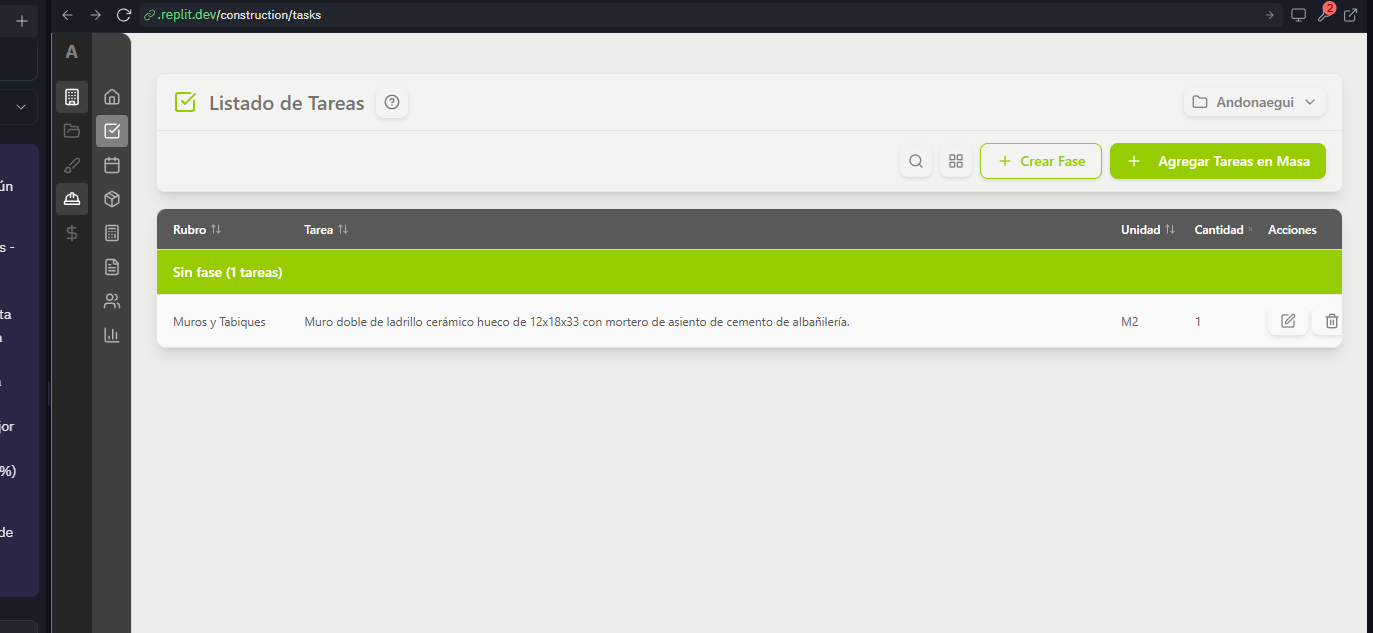 .replit.dev/construction/tasks
2
A
Listado de Tareas
Andonaegui
Crear Fase
Agregar Tareas en Masa
Rubro Tarea Unidad Cantidad Acciones
Sin fase (1 tareas)
Muros y Tabiques Muro doble de ladrillo cerámico hueco de 12x18x33 con mortero de asiento de cemento de albañilería. M2 1
ún
s -
ta
jor
%)
de